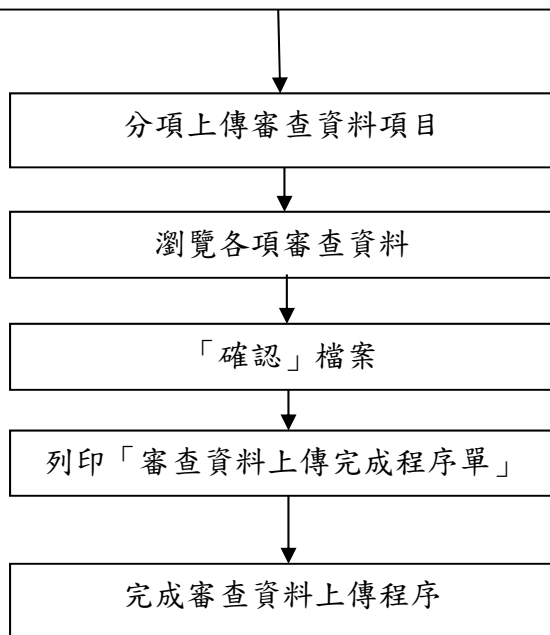 分項上傳審查資料項目
瀏覽各項審查資料
「確認」檔案
列印「審查資料上傳完成程序單」
完成審查資料上傳程序